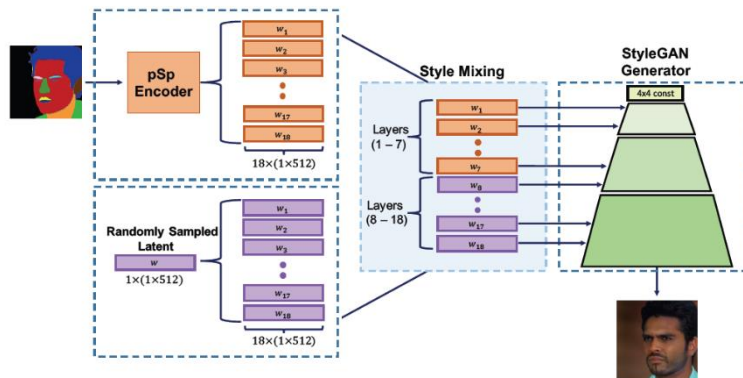 pSp
Encoder
w₁
w₂
w₃
w₁₇
w₁₈
18×(1×512)
Randomly Sampled
Latent
w
1×(1×512)
w₁
w₂
w₃
w₁₇
w₁₈
18×(1×512)
Style Mixing
Layers
(1 – 7)
w₁
w₂
w₇
Layers
(8 – 18)
w₈
w₁₇
w₁₈
StyleGAN
Generator
4x4 const